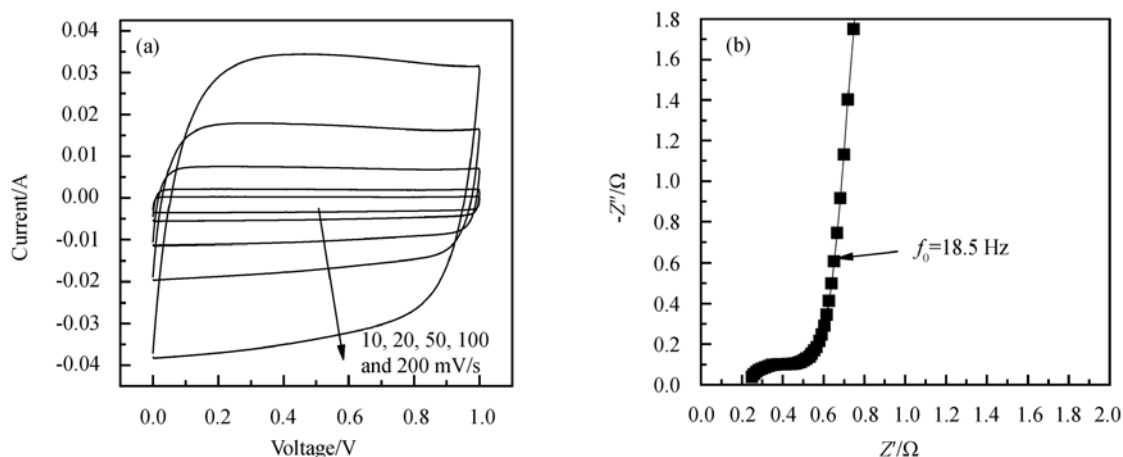 (a)
0.04
0.03
0.02
0.01
0.00
-0.01
-0.02
-0.03
-0.04
Current/A
10, 20, 50, 100
and 200 mV/s
0.0 0.2 0.4 0.6 0.8 1.0
Voltage/V
(b)
1.8
1.6
1.4
1.2
1.0
0.8
0.6
0.4
0.2
0.0
-Z″/Ω
f₀=18.5 Hz
0.0 0.2 0.4 0.6 0.8 1.0 1.2 1.4 1.6 1.8 2.0
Z′/Ω